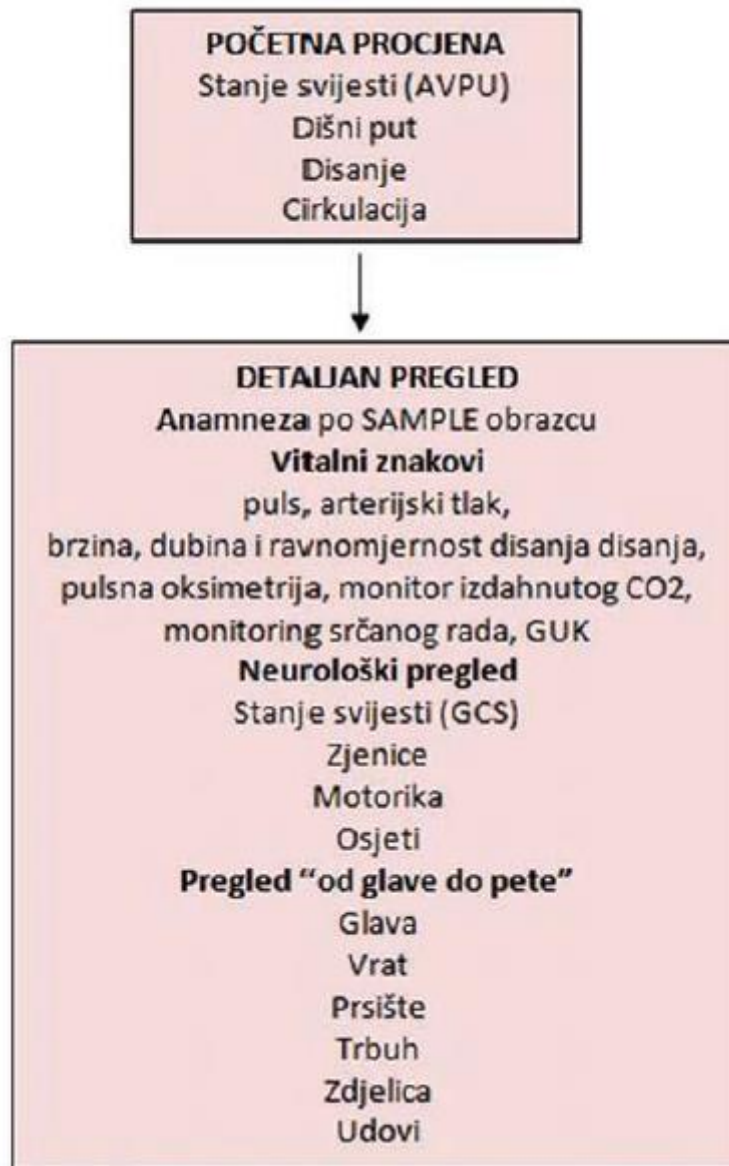 POČETNA PROCJENA
Stanje svijesti (AVPU)
Dišni put
Disanje
Cirkulacija
DETALJAN PREGLED
Anamneza po SAMPLE obrazcu
Vitalni znakovi
puls, arterijski tlak,
brzina, dubina i ravnomjernost disanja disanja,
pulsna oksimetrija, monitor izdahnutog CO2,
monitoring srčanog rada, GUK
Neurološki pregled
Stanje svijesti (GCS)
Zjenice
Motorika
Osjeti
Pregled “od glave do pete”
Glava
Vrat
Prsište
Trbuh
Zdjelica
Udovi